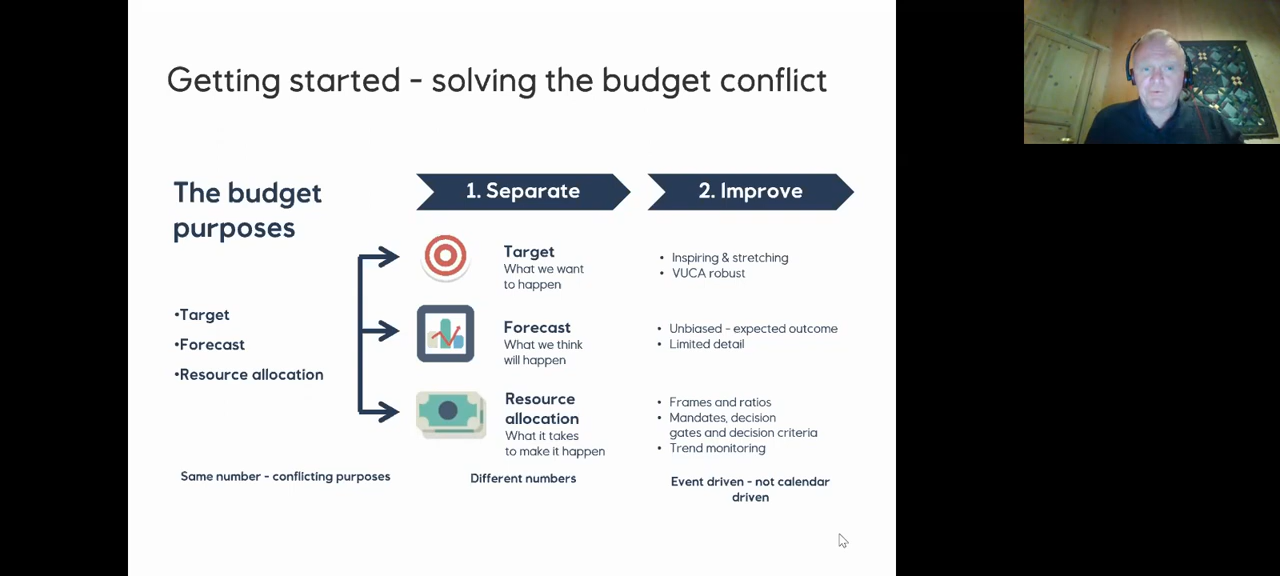 Getting started - solving the budget conflict
The budget
purposes
•Target
•Forecast
•Resource allocation
Same number - conflicting purposes
1. Separate
Target
What we want
to happen
Forecast
What we think
will happen
Resource
allocation
What it takes
to make it happen
Different numbers
2. Improve
• Inspiring & stretching
• VUCA robust
• Unbiased - expected outcome
• Limited detail
• Frames and ratios
• Mandates, decision
gates and decision criteria
• Trend monitoring
Event driven - not calendar
driven